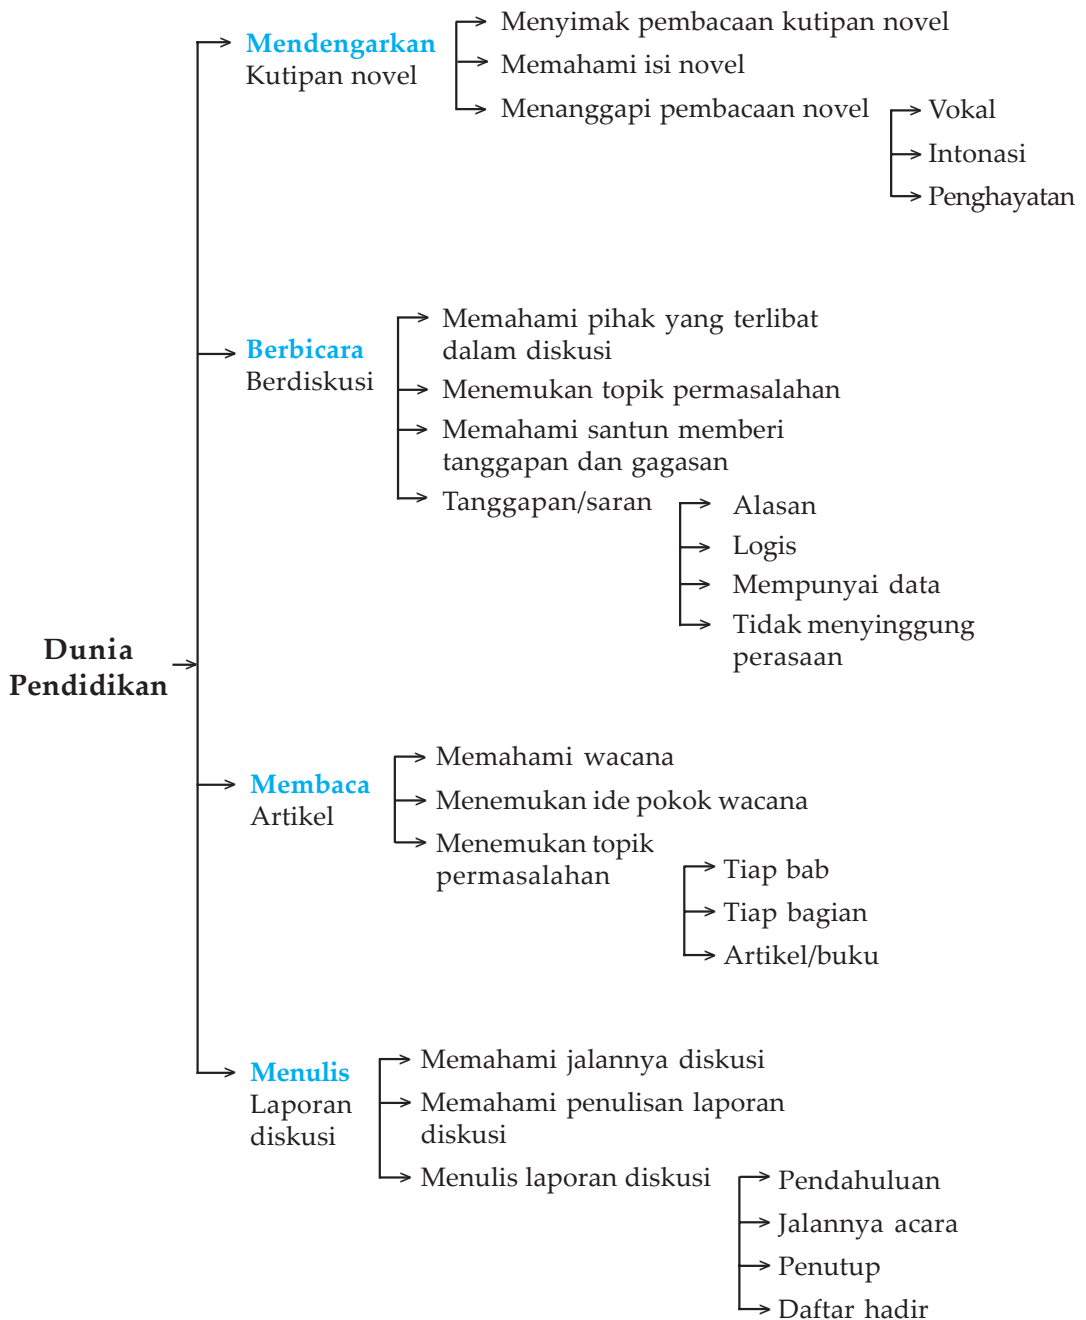 Dunia
Pendidikan
Mendengarkan
Kutipan novel
Menyimak pembacaan kutipan novel
Memahami isi novel
Menanggapi pembacaan novel
Vokal
Intonasi
Penghayatan
Berbicara
Berdiskusi
Memahami pihak yang terlibat
dalam diskusi
Menemukan topik permasalahan
Memahami santun memberi
tanggapan dan gagasan
Tanggapan/saran
Alasan
Logis
Mempunyai data
Tidak menyinggung
perasaan
Membaca
Artikel
Memahami wacana
Menemukan ide pokok wacana
Menemukan topik
permasalahan
Tiap bab
Tiap bagian
Artikel/buku
Menulis
Laporan
diskusi
Memahami jalannya diskusi
Memahami penulisan laporan
diskusi
Menulis laporan diskusi
Pendahuluan
Jalannya acara
Penutup
Daftar hadir